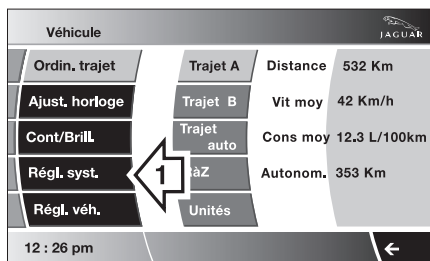 Véhicule
JAGUAR
Ordin. trajet
Trajet A
Distance 532 Km
Ajust. horloge
Trajet B
Vit moy 42 Km/h
Cont/Brill.
Trajet
auto
Cons moy 12.3 L/100km
Régl. syst.
1
àZ
Autonom. 353 Km
Régl. véh.
Unités
12 : 26 pm